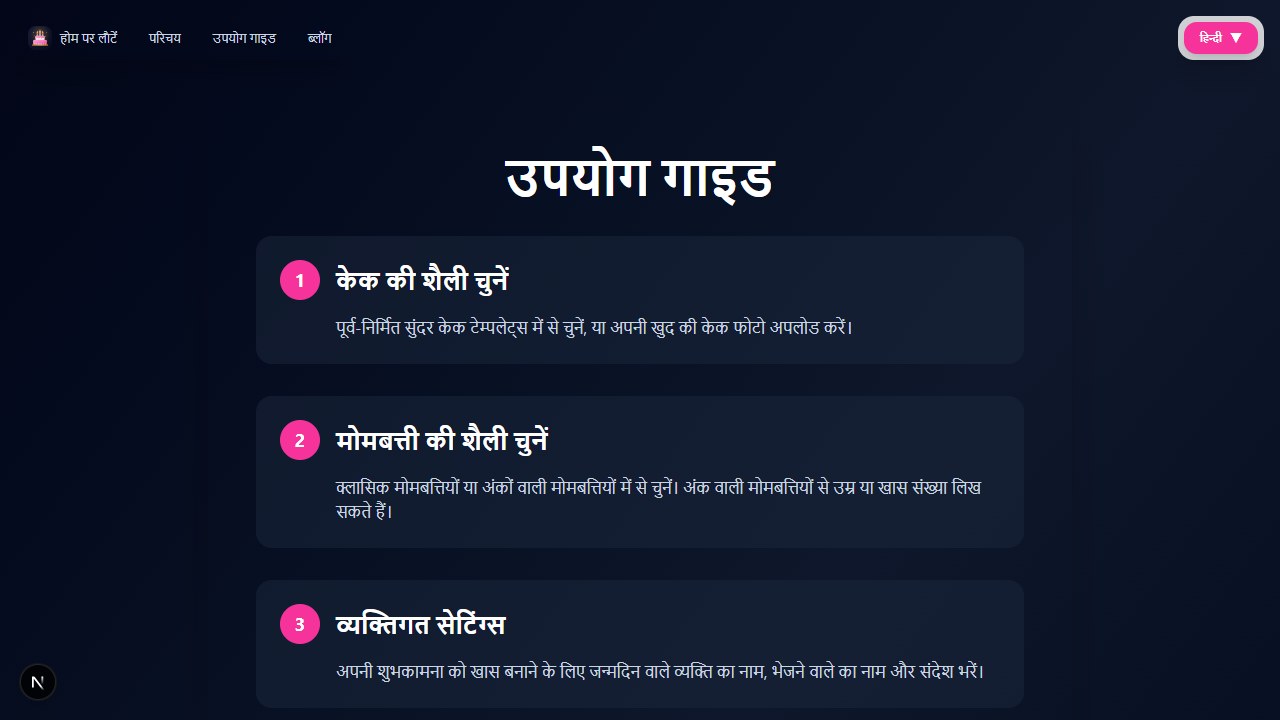 होम पर लौटें
परिचय
उपयोग गाइड
ब्लॉग
हिन्दी ▼
उपयोग गाइड
1
केक की शैली चुनें
पूर्व-निर्मित सुंदर केक टेम्पलेट्स में से चुनें, या अपनी खुद की केक फोटो अपलोड करें।
2
मोमबत्ती की शैली चुनें
क्लासिक मोमबत्तियों या अंकों वाली मोमबत्तियों में से चुनें। अंक वाली मोमबत्तियों से उम्र या खास संख्या लिख
सकते हैं।
3
व्यक्तिगत सेटिंग्स
अपनी शुभकामना को खास बनाने के लिए जन्मदिन वाले व्यक्ति का नाम, भेजने वाले का नाम और संदेश भरें।
N